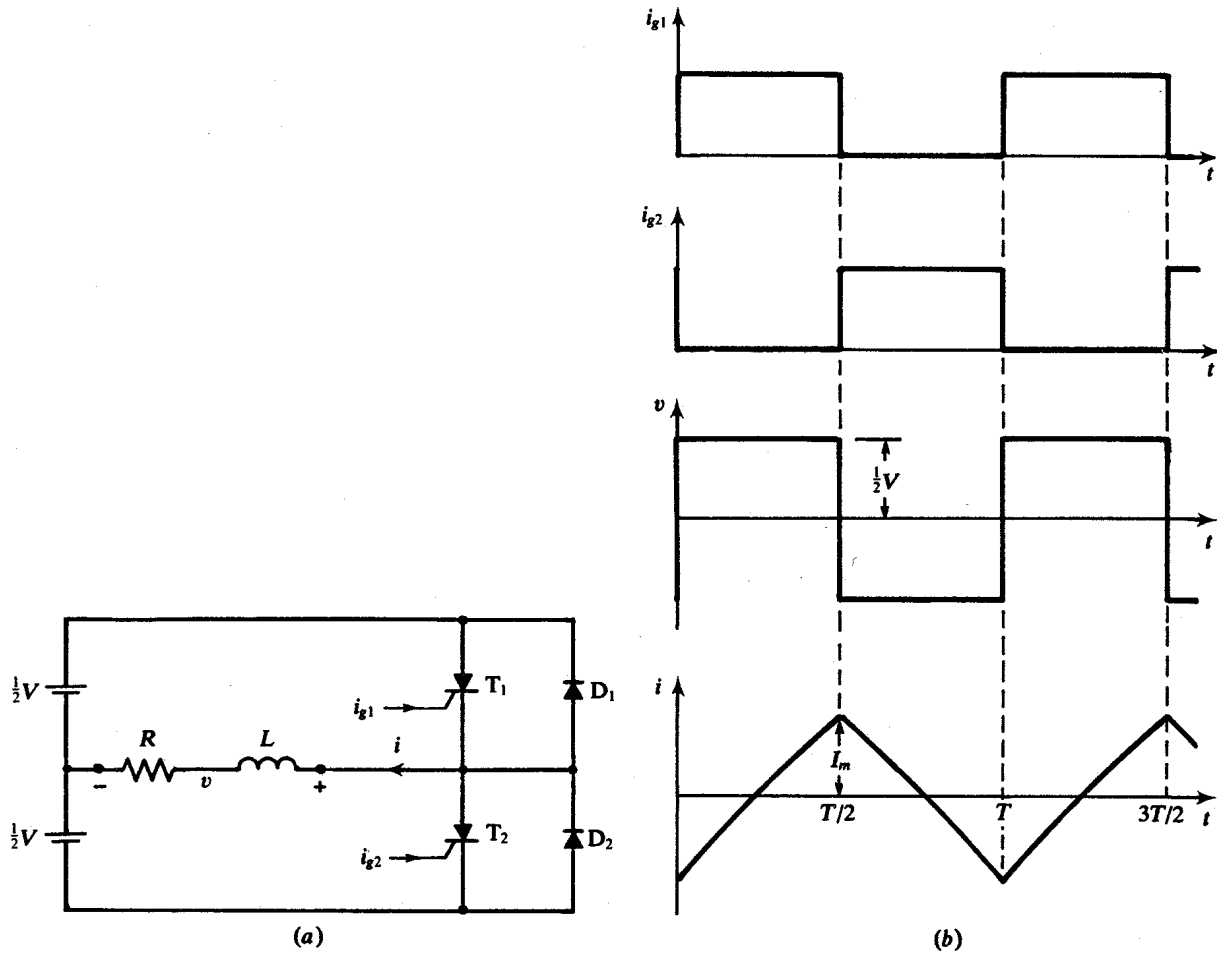 i_{g1}
t
i_{g2}
t
v
½V
t
½V
T₁
D₁
i_{g1}
R
L
i
−
v
+
½V
T₂
D₂
i_{g2}
(a)
i
I_m
T/2
T
3T/2
t
(b)